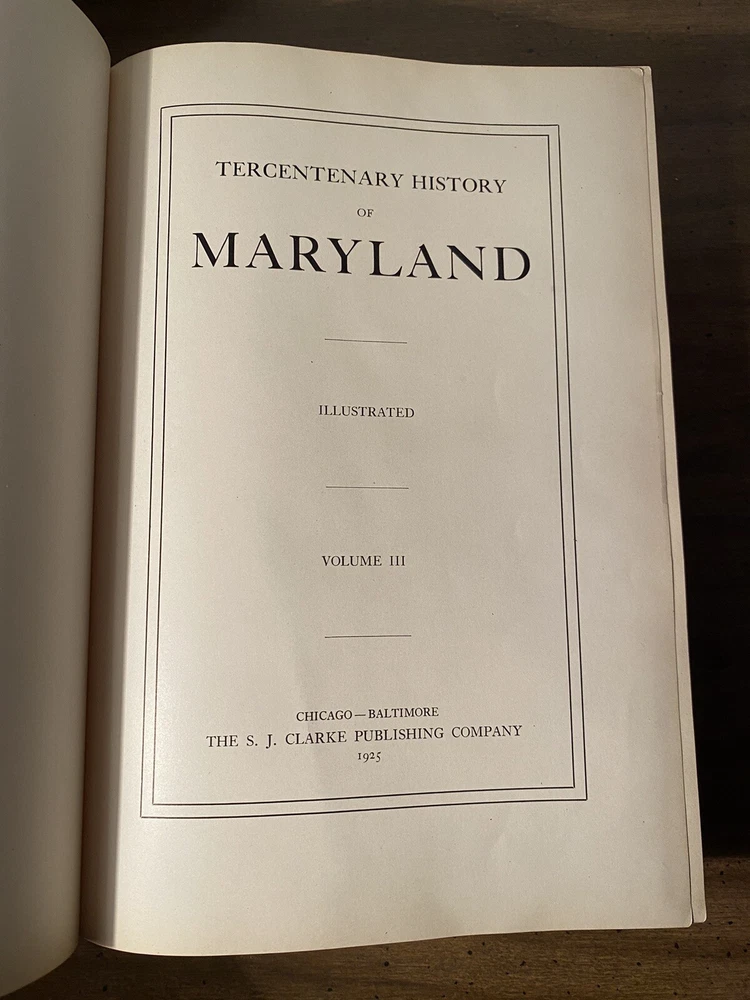 TERCENTENARY HISTORY
OF
MARYLAND
ILLUSTRATED
VOLUME III
CHICAGO—BALTIMORE
THE S. J. CLARKE PUBLISHING COMPANY
1925